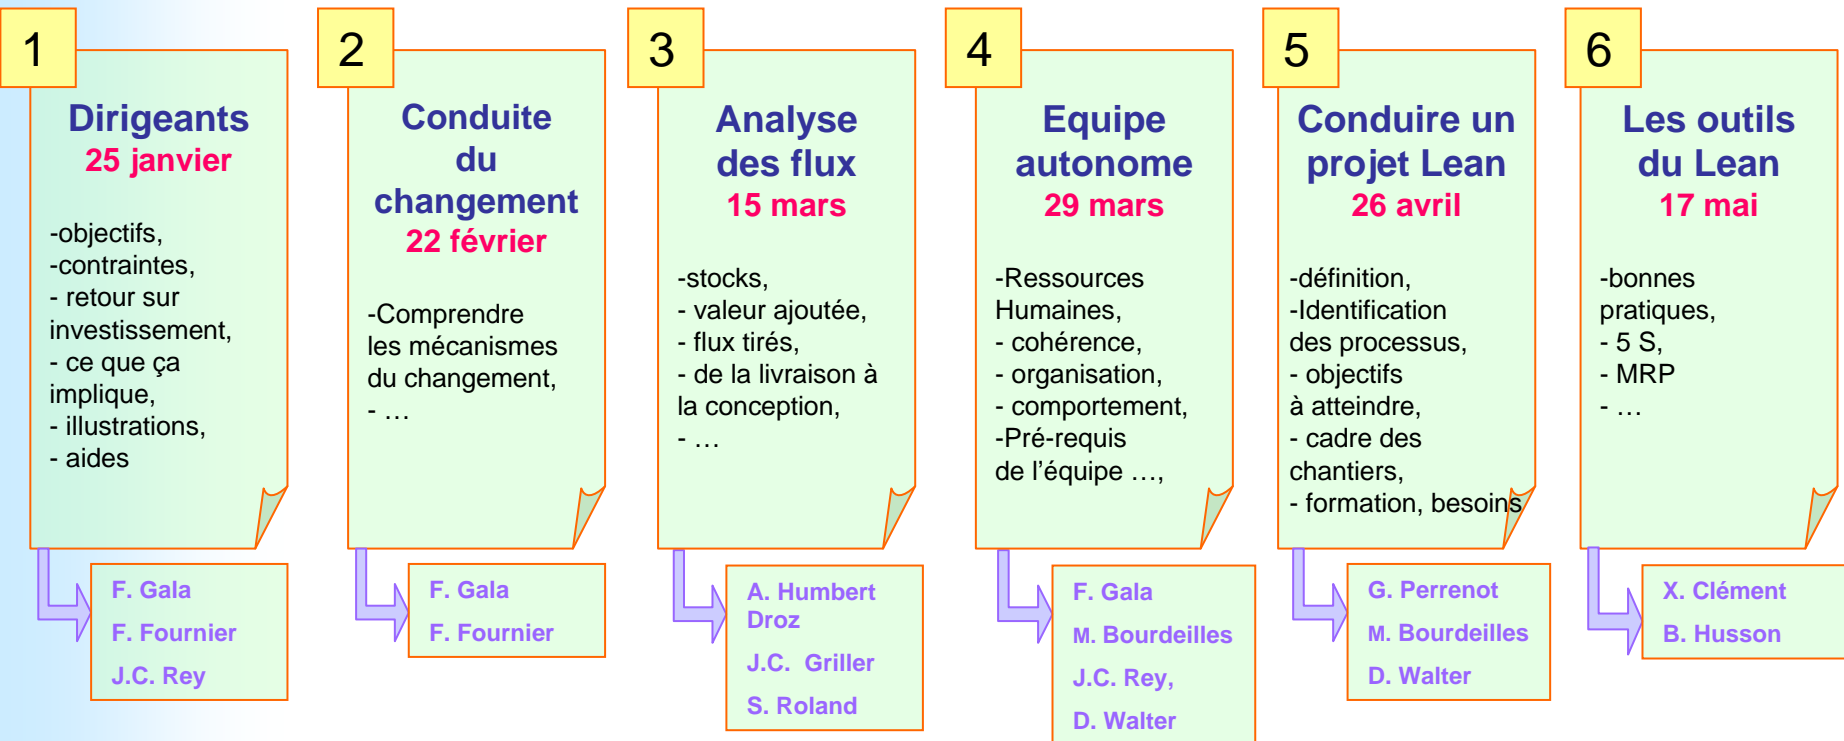 1
Dirigeants
25 janvier
-objectifs,
-contraintes,
- retour sur
investissement,
- ce que ça
implique,
- illustrations,
- aides
F. Gala
F. Fournier
J.C. Rey
2
Conduite
du
changement
22 février
-Comprendre
les mécanismes
du changement,
- …
F. Gala
F. Fournier
3
Analyse
des flux
15 mars
-stocks,
- valeur ajoutée,
- flux tirés,
- de la livraison à
la conception,
- …
A. Humbert
Droz
J.C. Griller
S. Roland
4
Equipe
autonome
29 mars
-Ressources
Humaines,
- cohérence,
- organisation,
- comportement,
-Pré-requis
de l’équipe …,
F. Gala
M. Bourdeilles
J.C. Rey,
D. Walter
5
Conduire un
projet Lean
26 avril
-définition,
-Identification
des processus,
- objectifs
à atteindre,
- cadre des
chantiers,
- formation, besoins
G. Perrenot
M. Bourdeilles
D. Walter
6
Les outils
du Lean
17 mai
-bonnes
pratiques,
- 5 S,
- MRP
- …
X. Clément
B. Husson